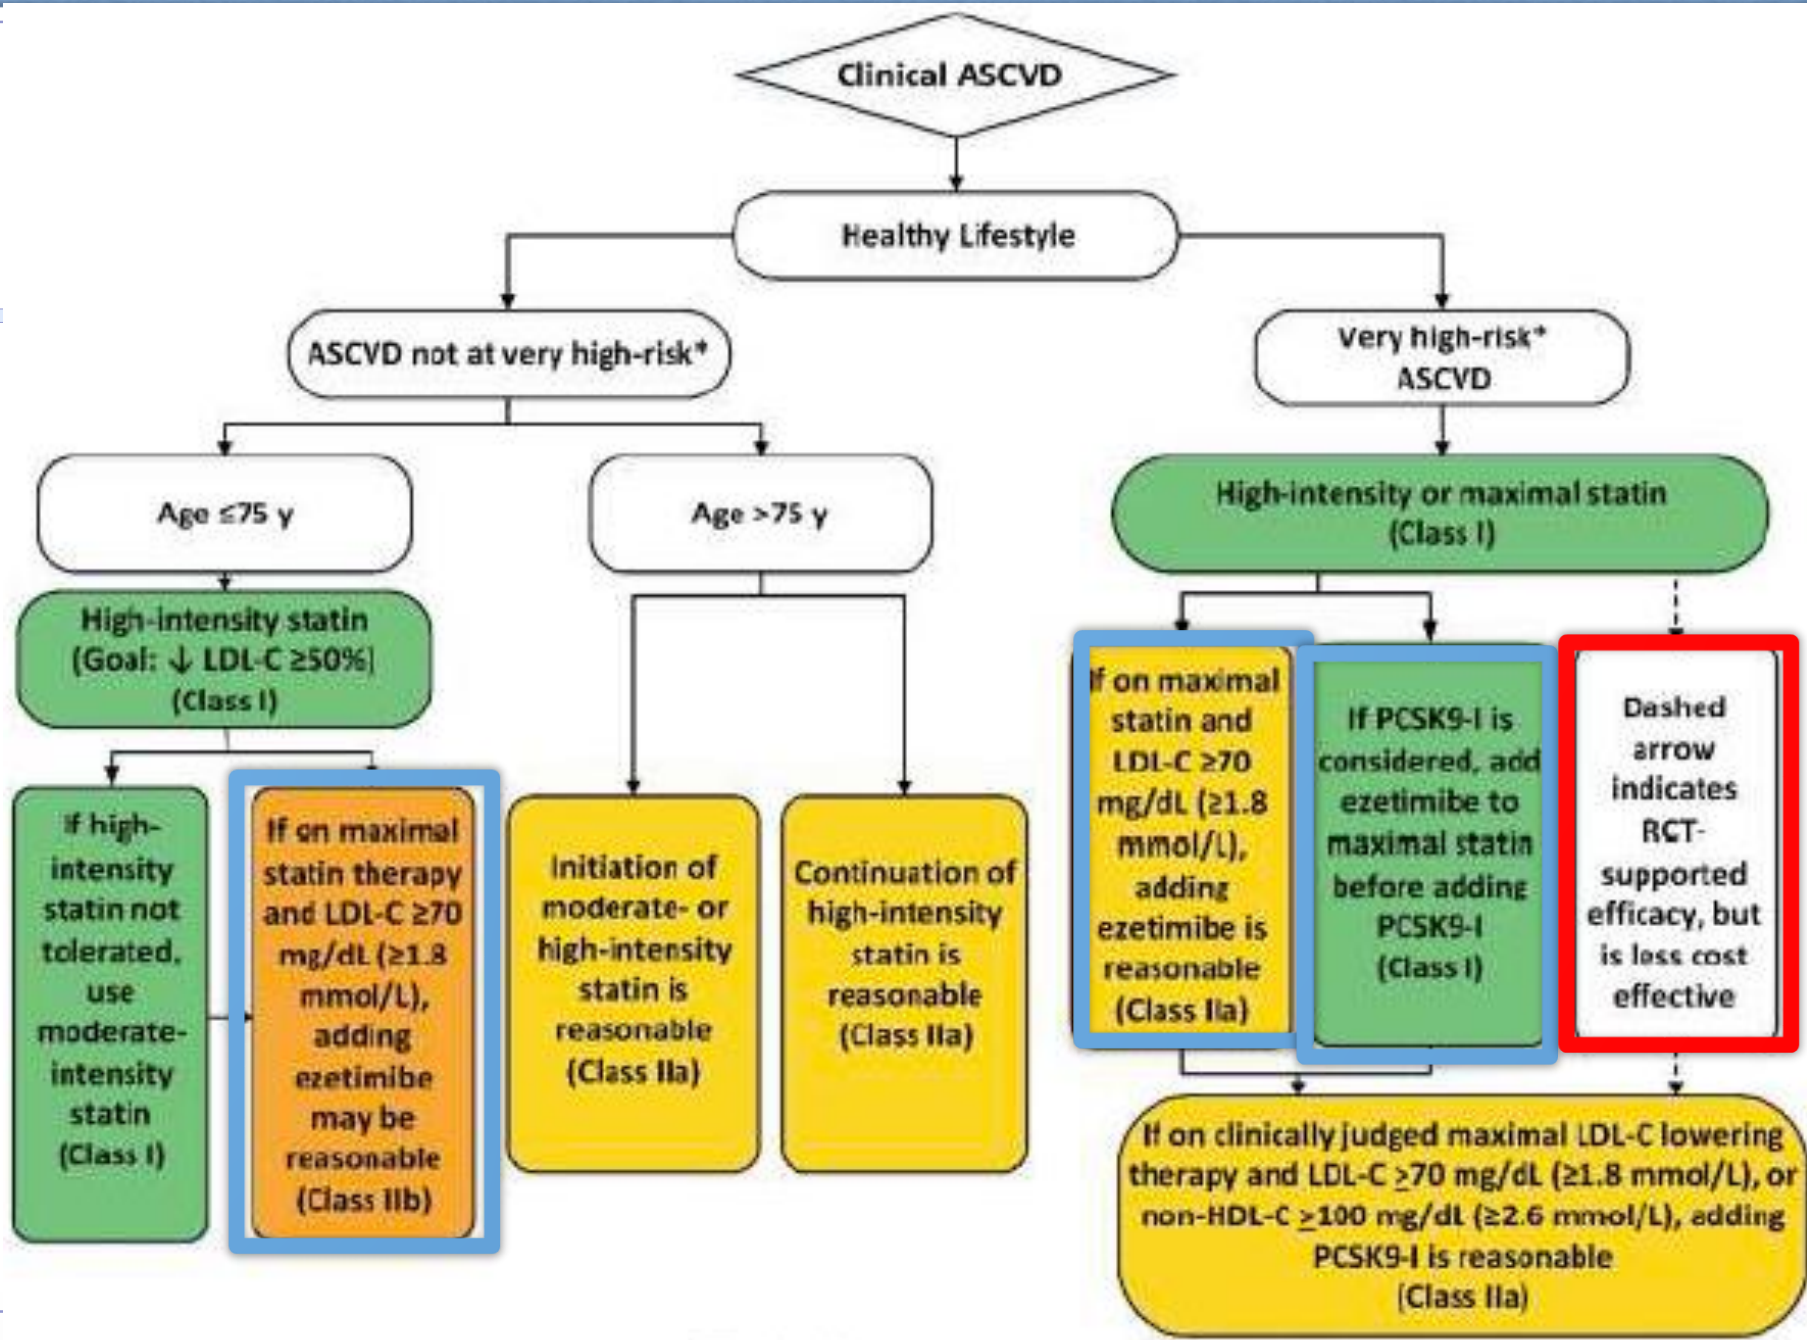 Clinical ASCVD
Healthy Lifestyle
ASCVD not at very high-risk*
Very high-risk*
ASCVD
Age ≤75 y
Age >75 y
High-intensity or maximal statin
(Class I)
High-intensity statin
(Goal: ↓ LDL-C ≥50%)
(Class I)
If high-
intensity
statin not
tolerated,
use
moderate-
intensity
statin
(Class I)
If on maximal
statin therapy
and LDL-C ≥70
mg/dL (≥1.8
mmol/L),
adding
ezetimibe
may be
reasonable
(Class IIb)
Initiation of
moderate- or
high-intensity
statin is
reasonable
(Class IIa)
Continuation of
high-intensity
statin is
reasonable
(Class IIa)
If on maximal
statin and
LDL-C ≥70
mg/dL (≥1.8
mmol/L),
adding
ezetimibe is
reasonable
(Class IIa)
If PCSK9-I is
considered, add
ezetimibe to
maximal statin
before adding
PCSK9-I
(Class I)
Dashed
arrow
indicates
RCT-
supported
efficacy, but
is less cost
effective
If on clinically judged maximal LDL-C lowering
therapy and LDL-C ≥70 mg/dL (≥1.8 mmol/L), or
non-HDL-C ≥100 mg/dL (≥2.6 mmol/L), adding
PCSK9-I is reasonable
(Class IIa)